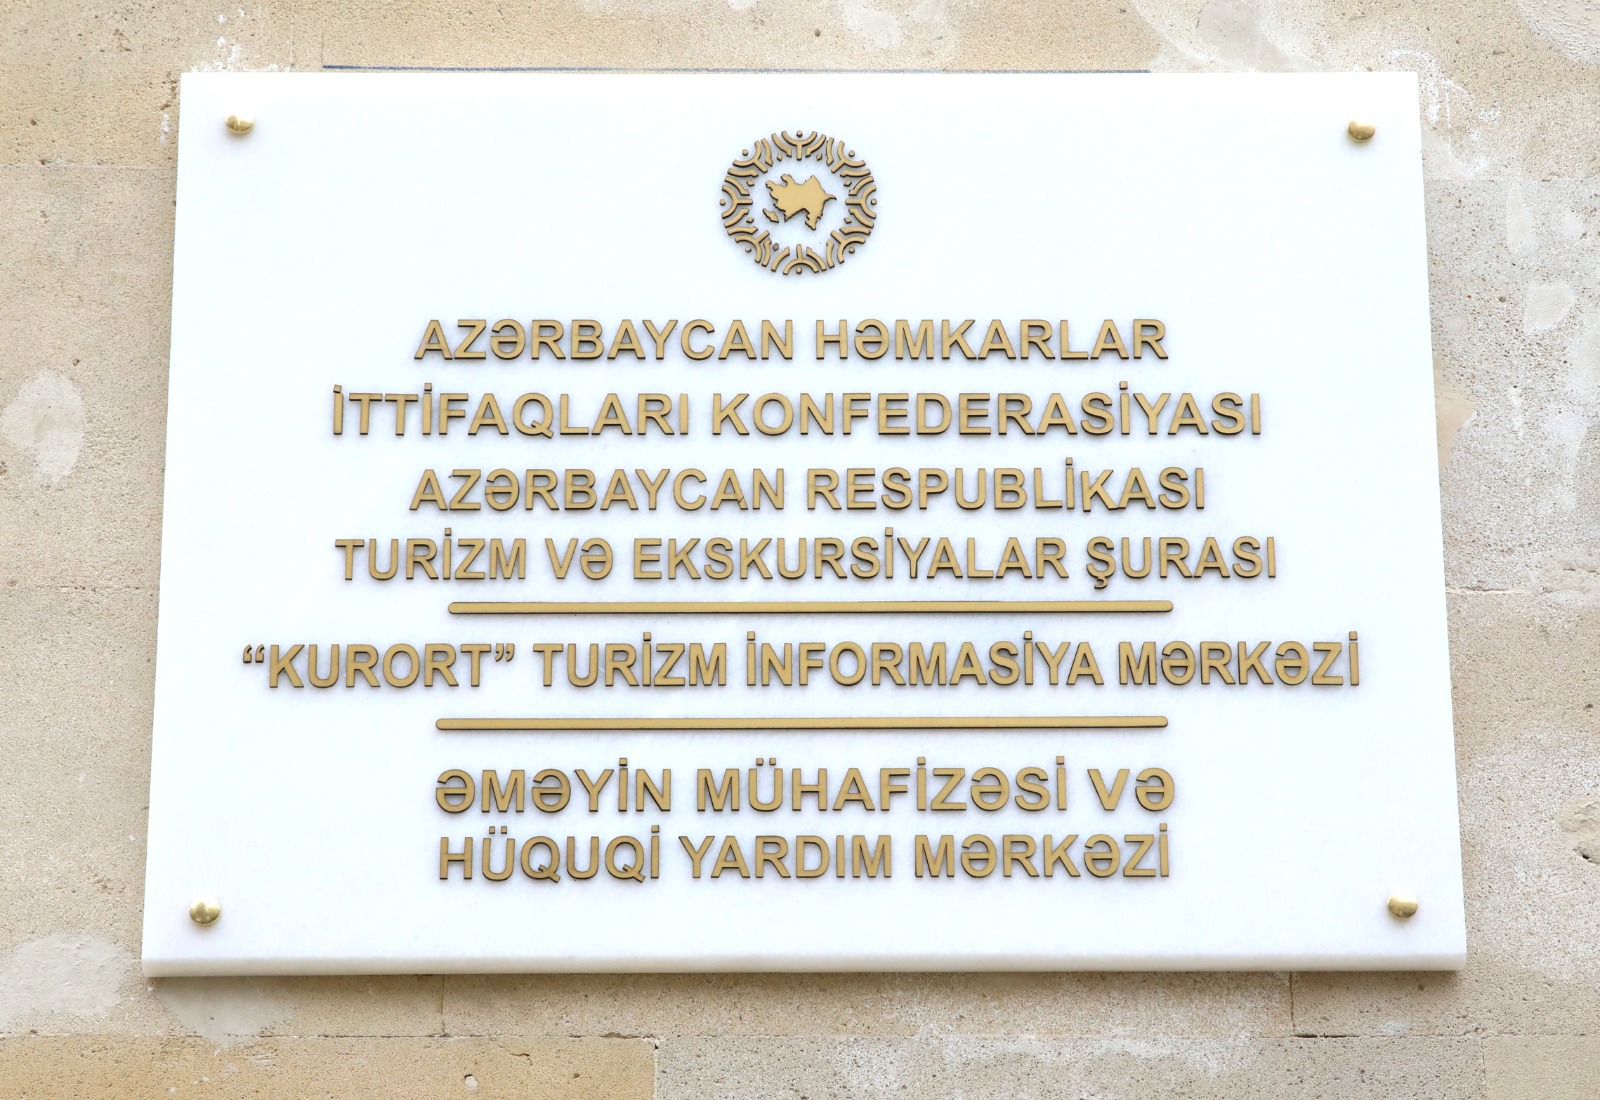 AZƏRBAYCAN HƏMKARLAR
İTTİFAQLARI KONFEDERASİYASI
AZƏRBAYCAN RESPUBLİKASI
TURİZM VƏ EKSKURSİYALAR ŞURASI
“KURORT” TURİZM İNFORMASİYA MƏRKƏZİ
ƏMƏYİN MÜHAFİZƏSİ VƏ
HÜQUQİ YARDIM MƏRKƏZİ